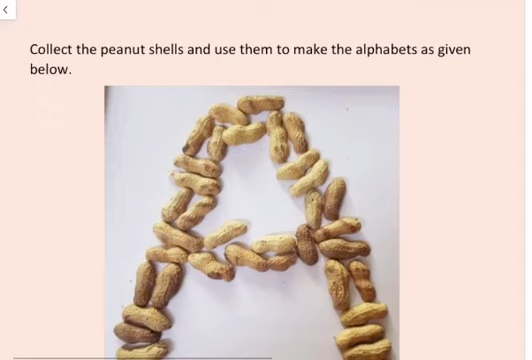 Collect the peanut shells and use them to make the alphabets as given
below.